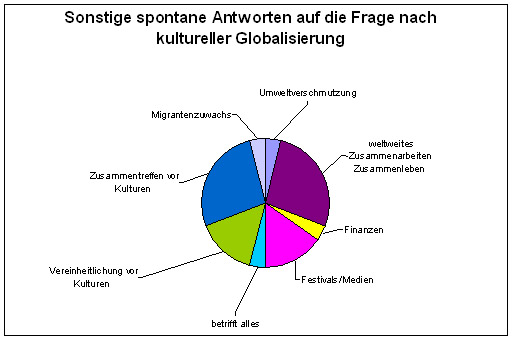 Sonstige spontane Antworten auf die Frage nach
kultureller Globalisierung
Umweltverschmutzung
Migrantenzuwachs
weltweites
Zusammenarbeiten
Zusammenleben
Zusammentreffen vor
Kulturen
Finanzen
Vereinheitlichung vor
Kulturen
Festivals/Medien
betrifft alles